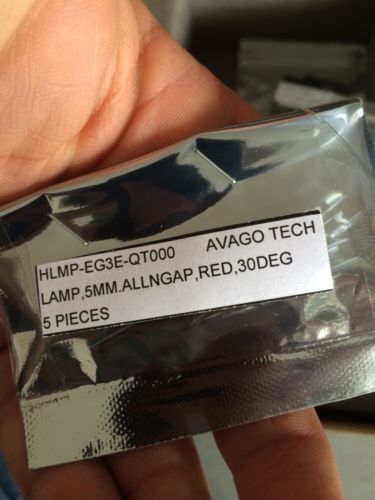 HLMP-EG3E-QT000 AVAGO TECH
LAMP,5MM.ALLNGAP,RED,30DEG
5 PIECES